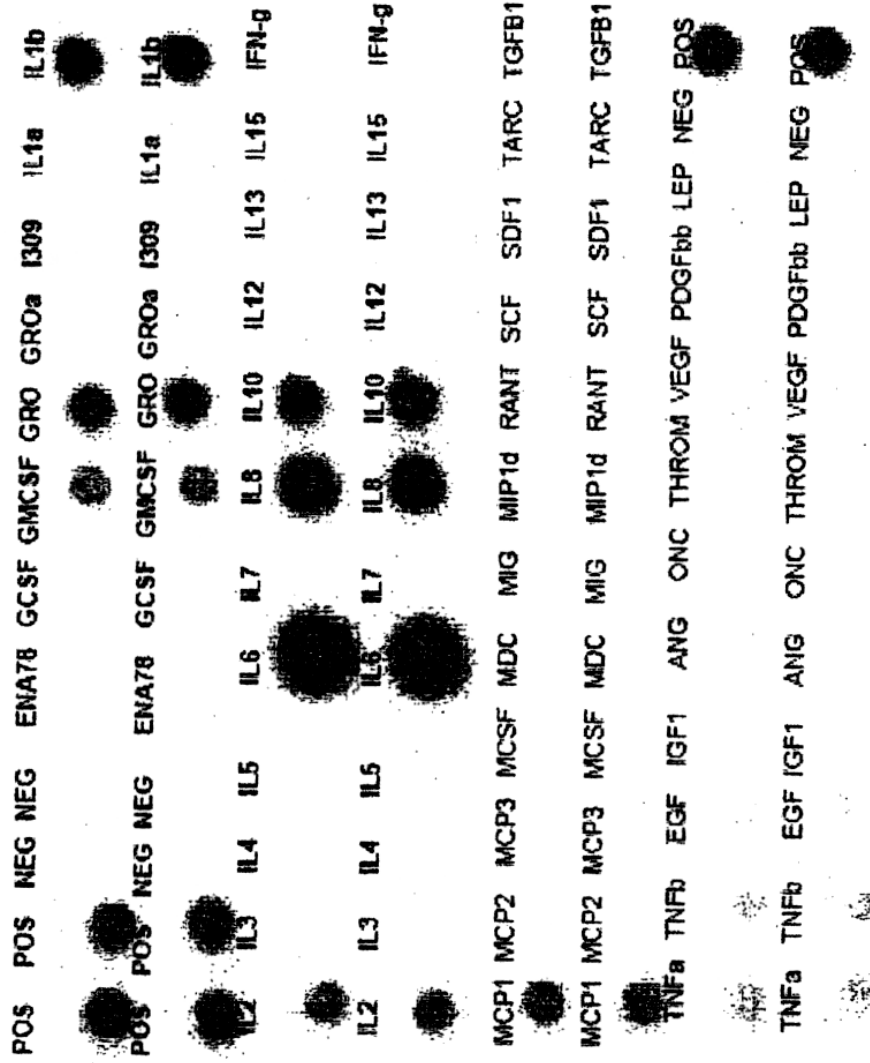 POS POS NEG NEG ENA78 GCSF GMCSF GRO GROa I309 IL1a IL1b
POS POS NEG NEG ENA78 GCSF GMCSF GRO GROa I309 IL1a IL1b
IL2 IL3 IL4 IL5 IL6 IL7 IL8 IL10 IL12 IL13 IL15 IFN-g
IL2 IL3 IL4 IL5 IL6 IL7 IL8 IL10 IL12 IL13 IL15 IFN-g
MCP1 MCP2 MCP3 MCSF MDC MIG MIP1d RANT SCF SDF1 TARC TGFB1
MCP1 MCP2 MCP3 MCSF MDC MIG MIP1d RANT SCF SDF1 TARC TGFB1
TNFa TNFb EGF IGF1 ANG ONC THROM VEGF PDGFbb LEP NEG POS
TNFa TNFb EGF IGF1 ANG ONC THROM VEGF PDGFbb LEP NEG POS